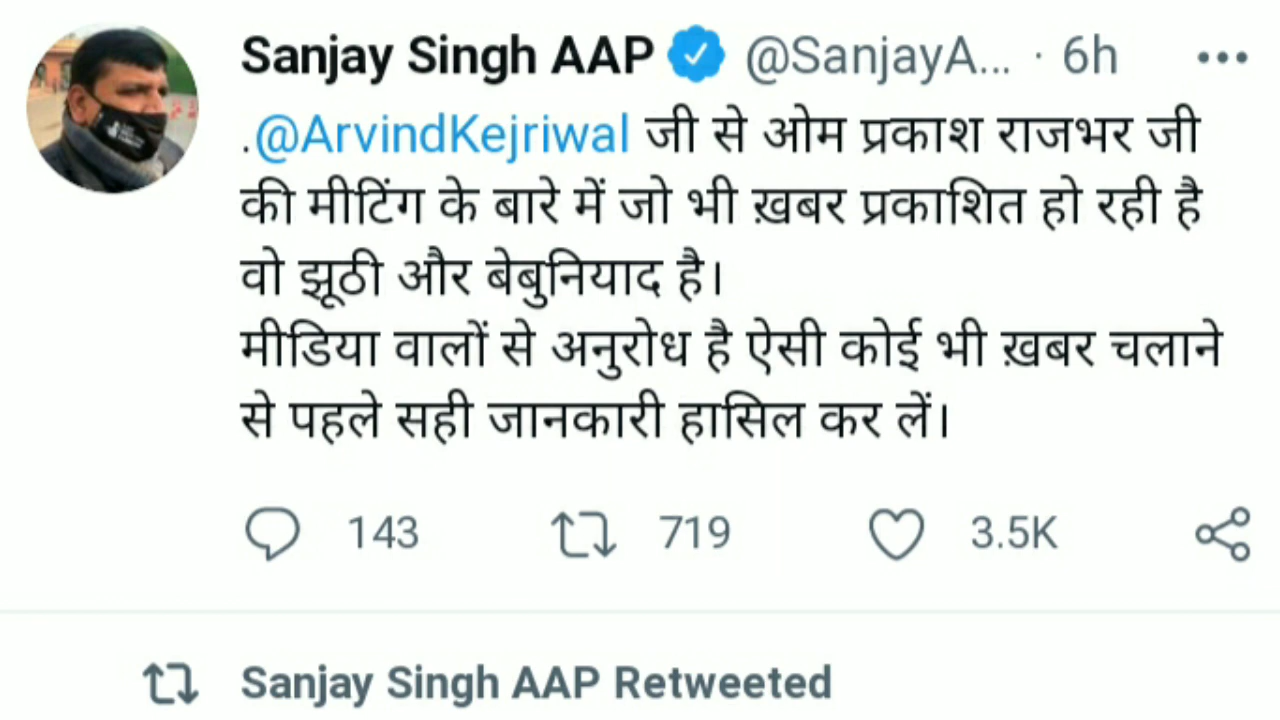 Sanjay Singh AAP @SanjayA... · 6h
.@ArvindKejriwal जी से ओम प्रकाश राजभर जी
की मीटिंग के बारे में जो भी ख़बर प्रकाशित हो रही है
वो झूठी और बेबुनियाद है।
मीडिया वालों से अनुरोध है ऐसी कोई भी ख़बर चलाने
से पहले सही जानकारी हासिल कर लें।
143 719 3.5K
Sanjay Singh AAP Retweeted